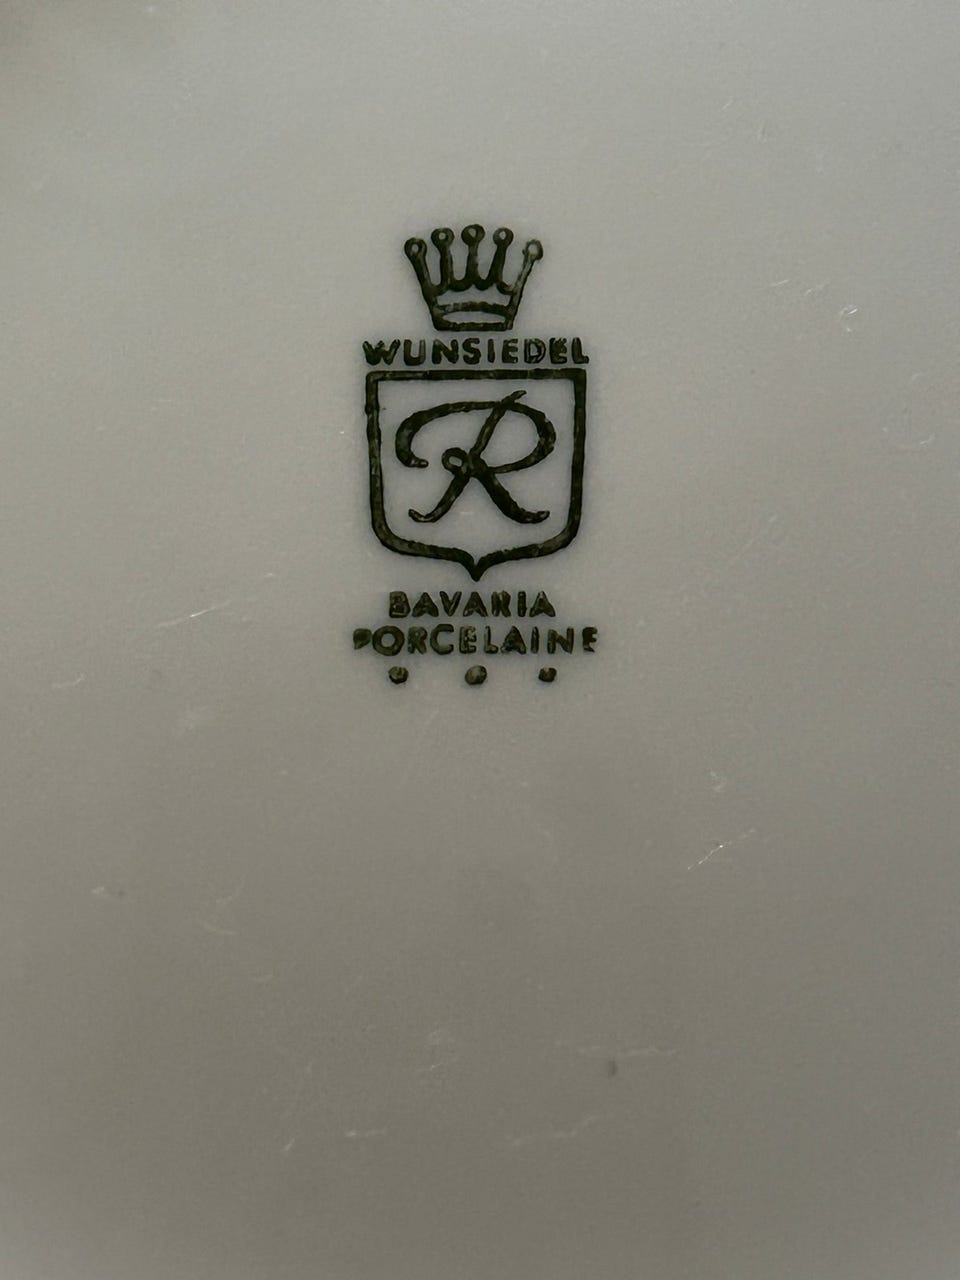 WUNSIEDEL
R
BAVARIA
PORCELAINE